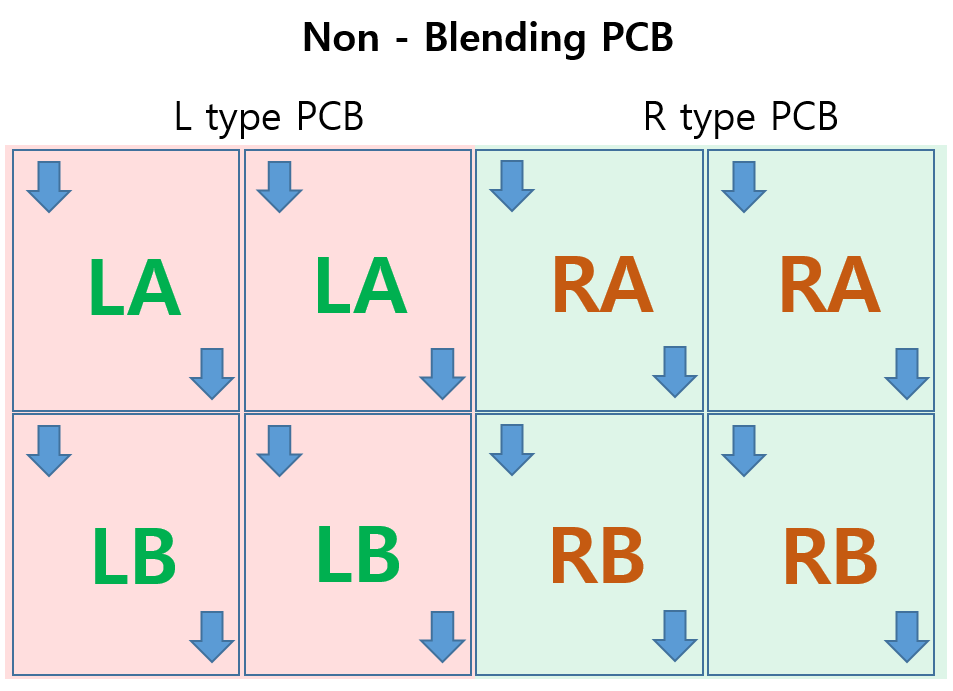 Non - Blending PCB
L type PCB R type PCB
LA LA RA RA
LB LB RB RB